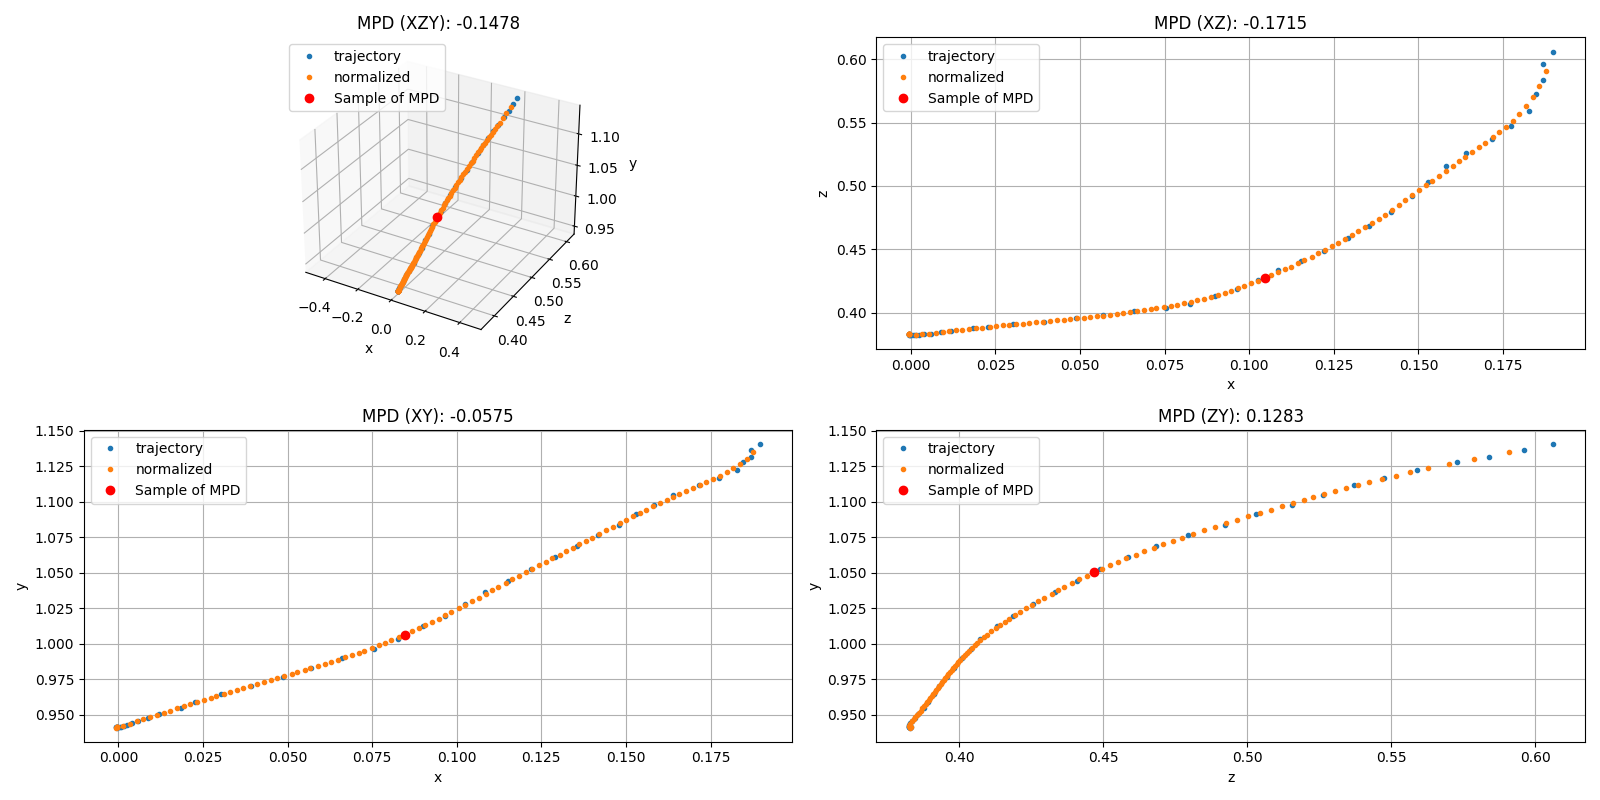 MPD (XZY): -0.1478
trajectory
normalized
Sample of MPD
1.10
1.05
1.00
0.95
y
0.60
0.55
0.50
0.45
0.40
z
−0.4
−0.2
0.0
0.2
0.4
x
MPD (XZ): -0.1715
trajectory
normalized
Sample of MPD
0.60
0.55
0.50
0.45
0.40
z
0.000 0.025 0.050 0.075 0.100 0.125 0.150 0.175
x
MPD (XY): -0.0575
trajectory
normalized
Sample of MPD
1.150
1.125
1.100
1.075
1.050
1.025
1.000
0.975
0.950
y
0.000 0.025 0.050 0.075 0.100 0.125 0.150 0.175
x
MPD (ZY): 0.1283
trajectory
normalized
Sample of MPD
1.150
1.125
1.100
1.075
1.050
1.025
1.000
0.975
0.950
y
0.40 0.45 0.50 0.55 0.60
z